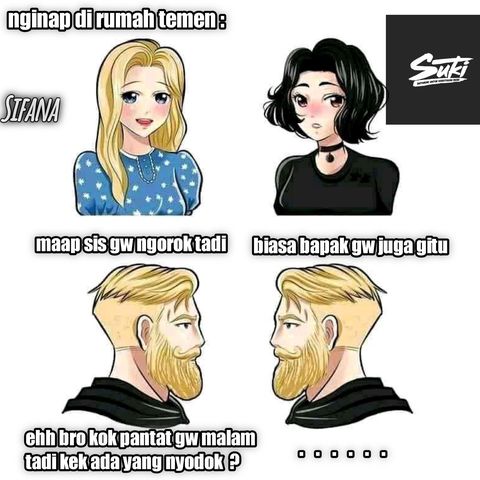 nginap di rumah temen :
Suki
SIFANA
maap sis gw ngorok tadi
biasa bapak gw juga gitu
ehh bro kok pantat gw malam
tadi kek ada yang nyodok ?
. . . . . .